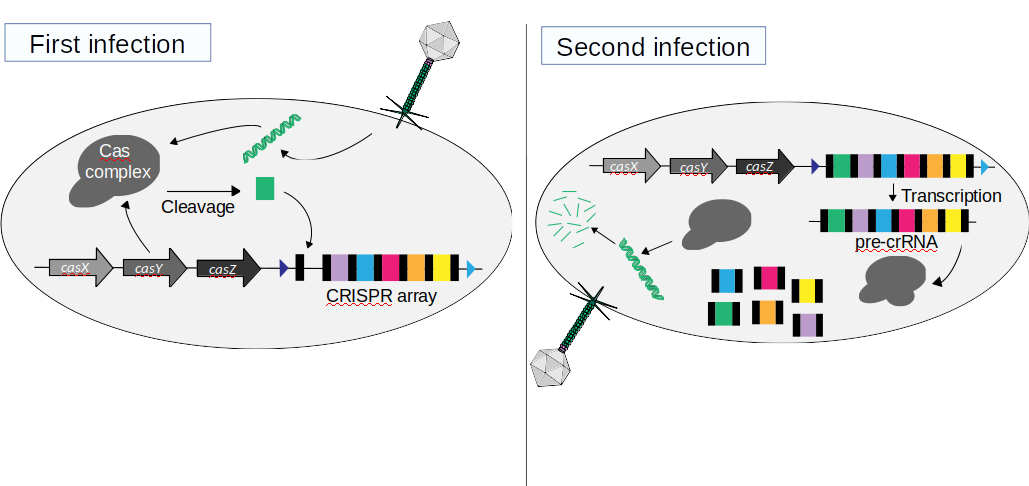 First infection
Cas
complex
Cleavage
casX
casY
casZ
CRISPR array
Second infection
casX
casY
casZ
Transcription
pre-crRNA